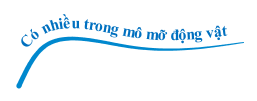 Có nhiều trong mô mỡ động vật